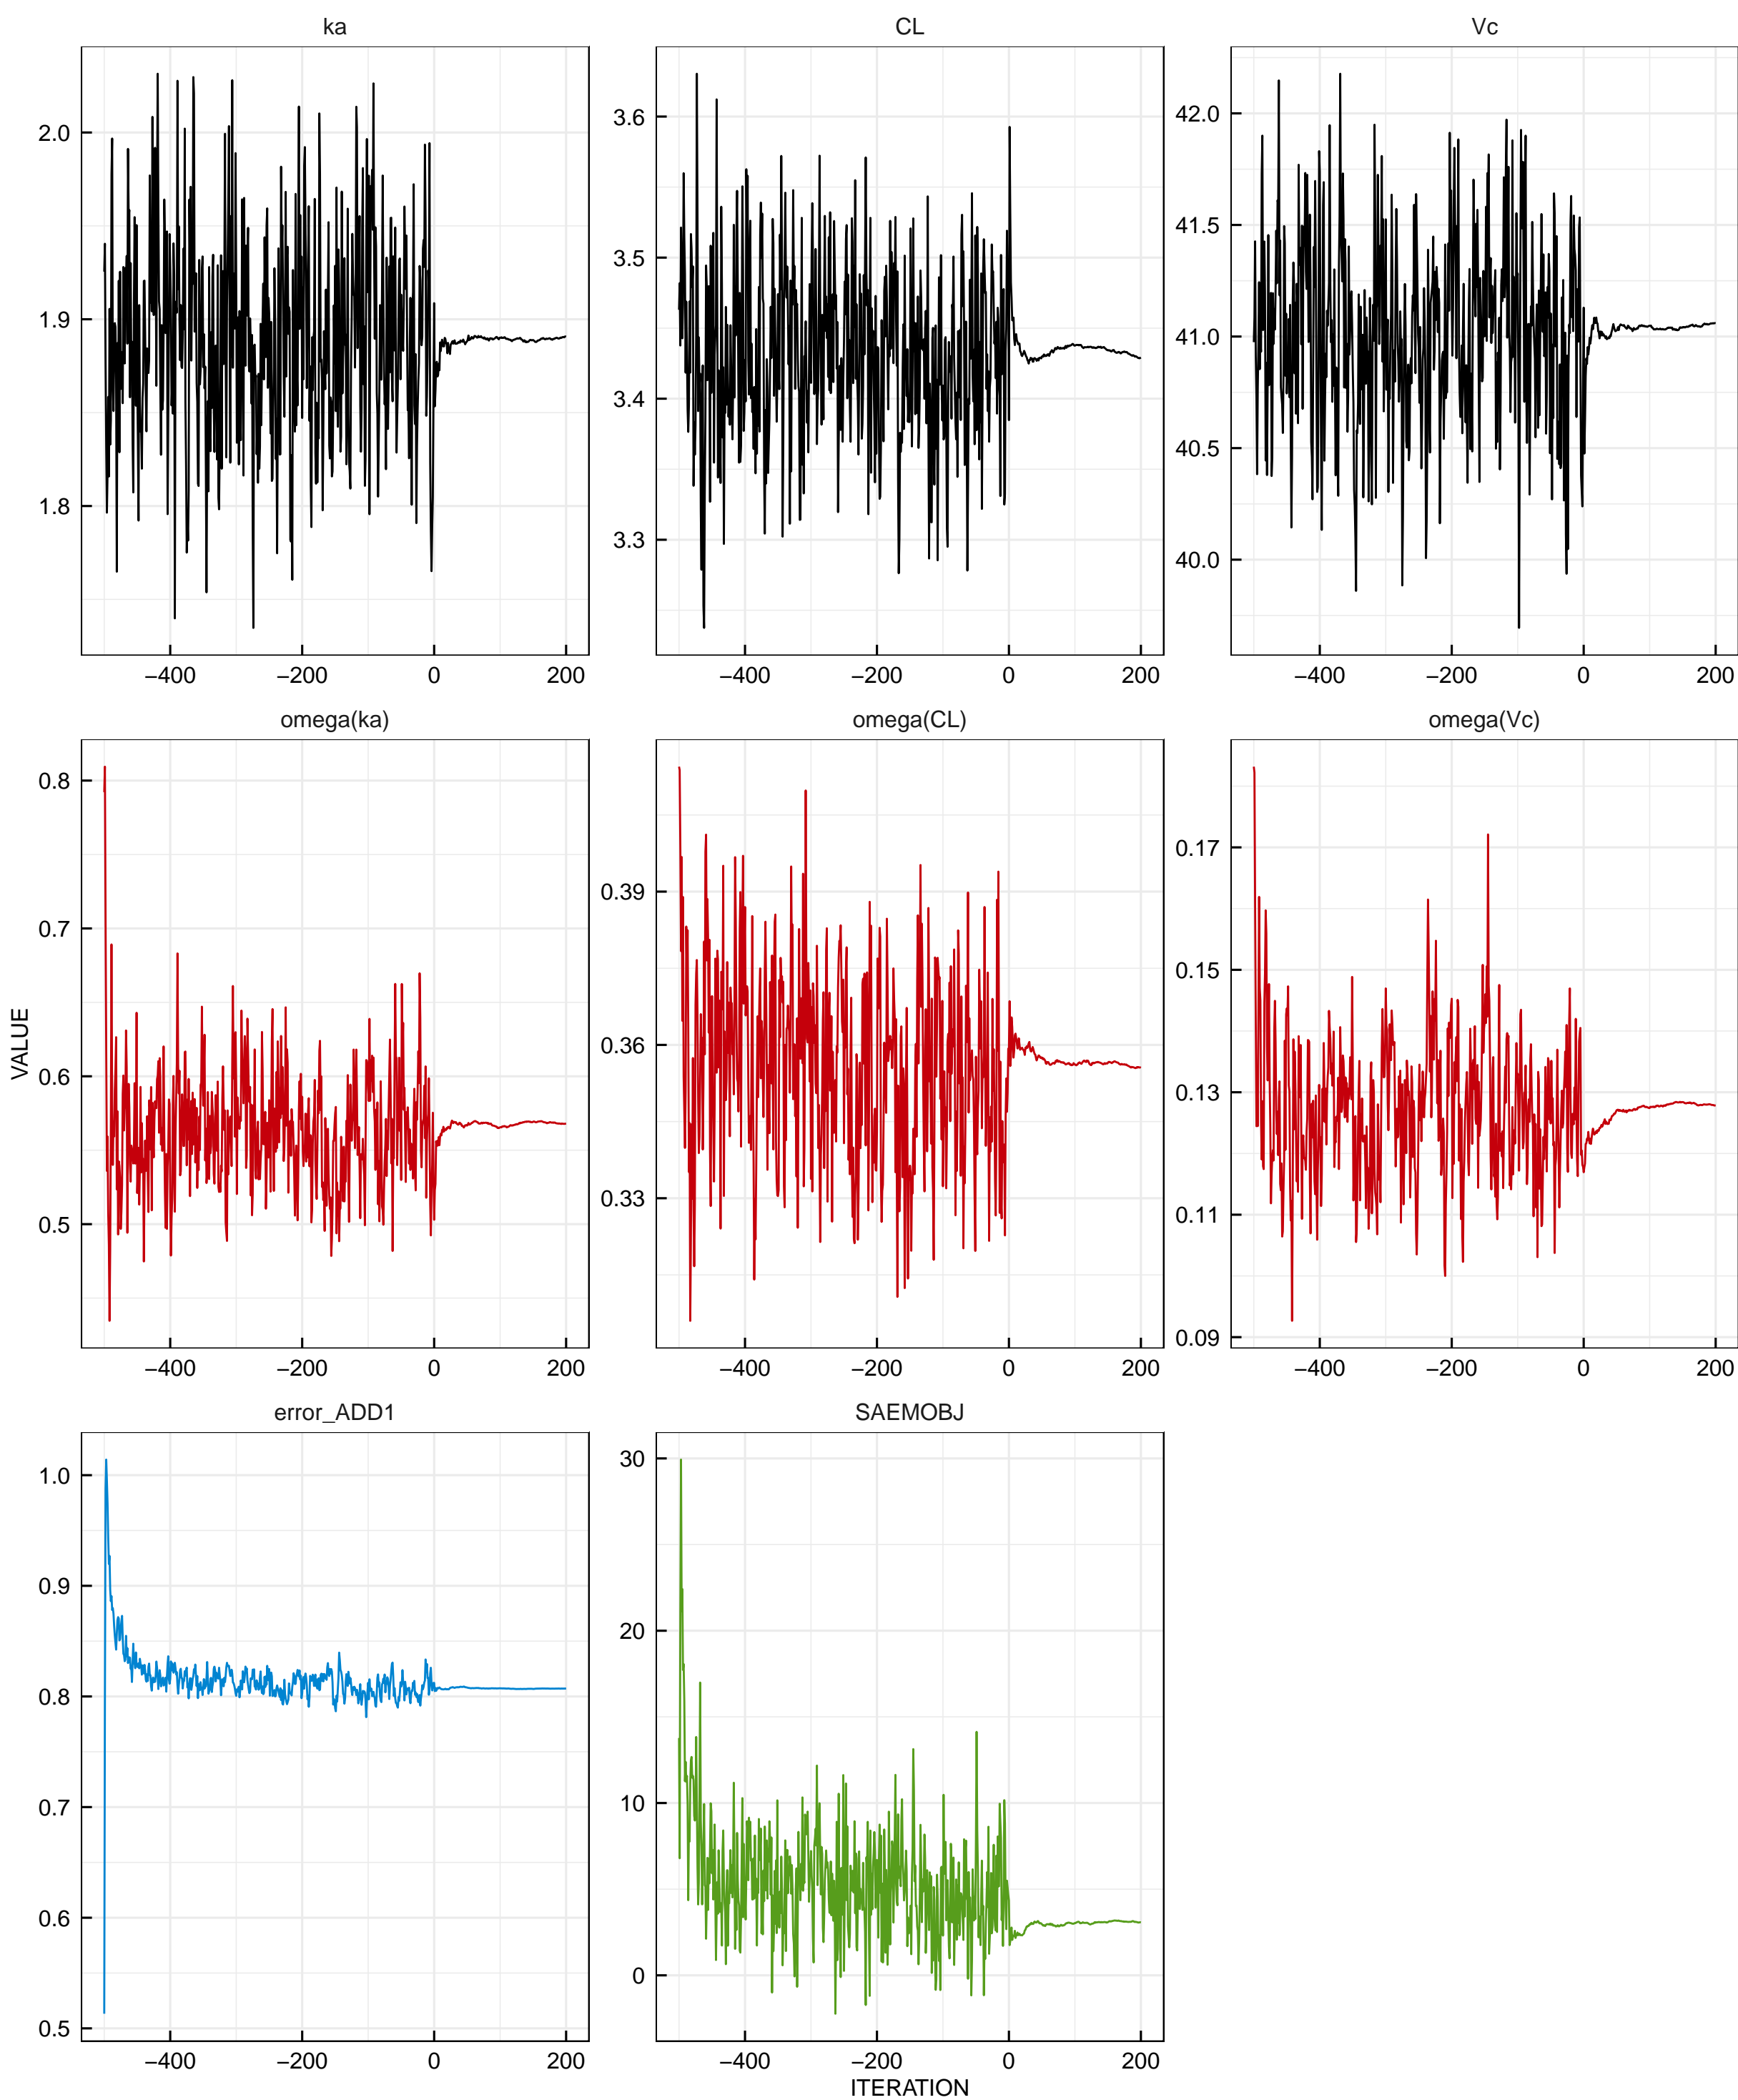 ka CL Vc
2.0 3.6 42.0
1.9 3.5 41.5
1.8 3.4 41.0
3.3 40.5
40.0
−400 −200 0 200 −400 −200 0 200 −400 −200 0 200
omega(ka) omega(CL) omega(Vc)
0.8 0.39 0.17
0.7 0.36 0.15
0.6 0.33 0.13
0.5 0.11
0.09
VALUE
−400 −200 0 200 −400 −200 0 200 −400 −200 0 200
error_ADD1 SAEMOBJ
1.0 30
0.9 20
0.8 10
0.7 0
0.6
0.5
−400 −200 0 200 −400 −200 0 200
ITERATION